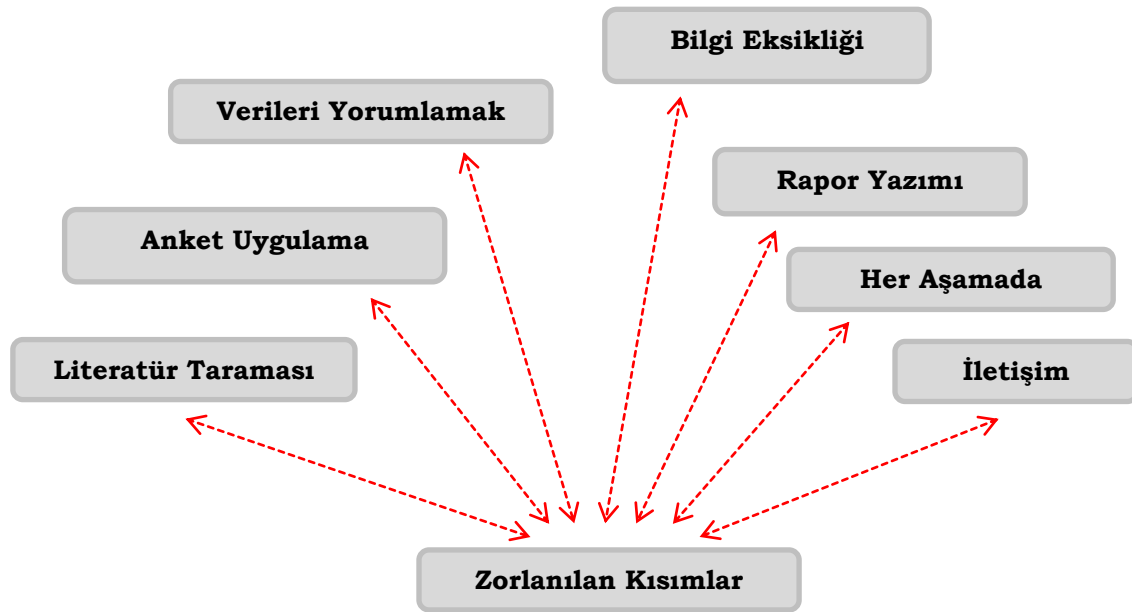 Bilgi Eksikliği
Verileri Yorumlamak
Rapor Yazımı
Anket Uygulama
Her Aşamada
Literatür Taraması
İletişim
Zorlanılan Kısımlar